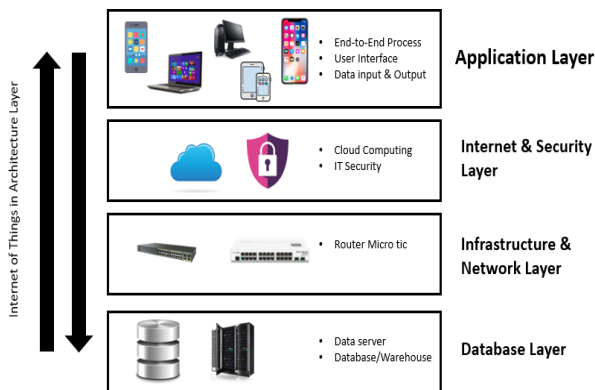 Internet of Things in Architecture Layer
• End-to-End Process
• User Interface
• Data input & Output
Application Layer
• Cloud Computing
• IT Security
Internet & Security
Layer
• Router Micro tic
Infrastructure &
Network Layer
• Data server
• Database/Warehouse
Database Layer